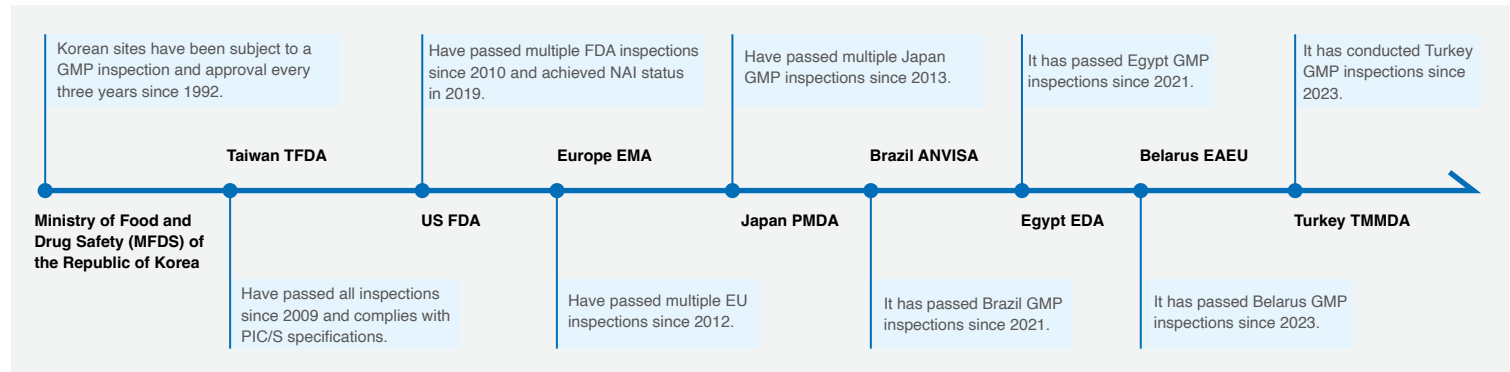 Korean sites have been subject to a
GMP inspection and approval every
three years since 1992.
Have passed multiple FDA inspections
since 2010 and achieved NAI status
in 2019.
Have passed multiple Japan
GMP inspections since 2013.
It has passed Egypt GMP
inspections since 2021.
It has conducted Turkey
GMP inspections since
2023.
Taiwan TFDA
Europe EMA
Brazil ANVISA
Belarus EAEU
Ministry of Food and
Drug Safety (MFDS) of
the Republic of Korea
US FDA
Japan PMDA
Egypt EDA
Turkey TMMDA
Have passed all inspections
since 2009 and complies with
PIC/S specifications.
Have passed multiple EU
inspections since 2012.
It has passed Brazil GMP
inspections since 2021.
It has passed Belarus GMP
inspections since 2023.